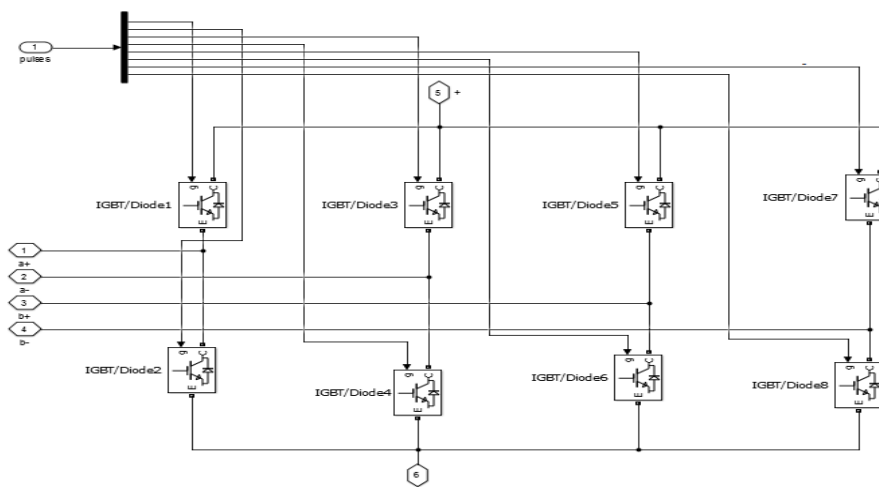 1
pulses
5 +
-
g C
E
IGBT/Diode1
g C
E
IGBT/Diode3
g C
E
IGBT/Diode5
g C
E
IGBT/Diode7
1
a+
2
a-
3
b+
4
b-
g C
E
IGBT/Diode2
g C
E
IGBT/Diode4
g C
E
IGBT/Diode6
g C
E
IGBT/Diode8
6